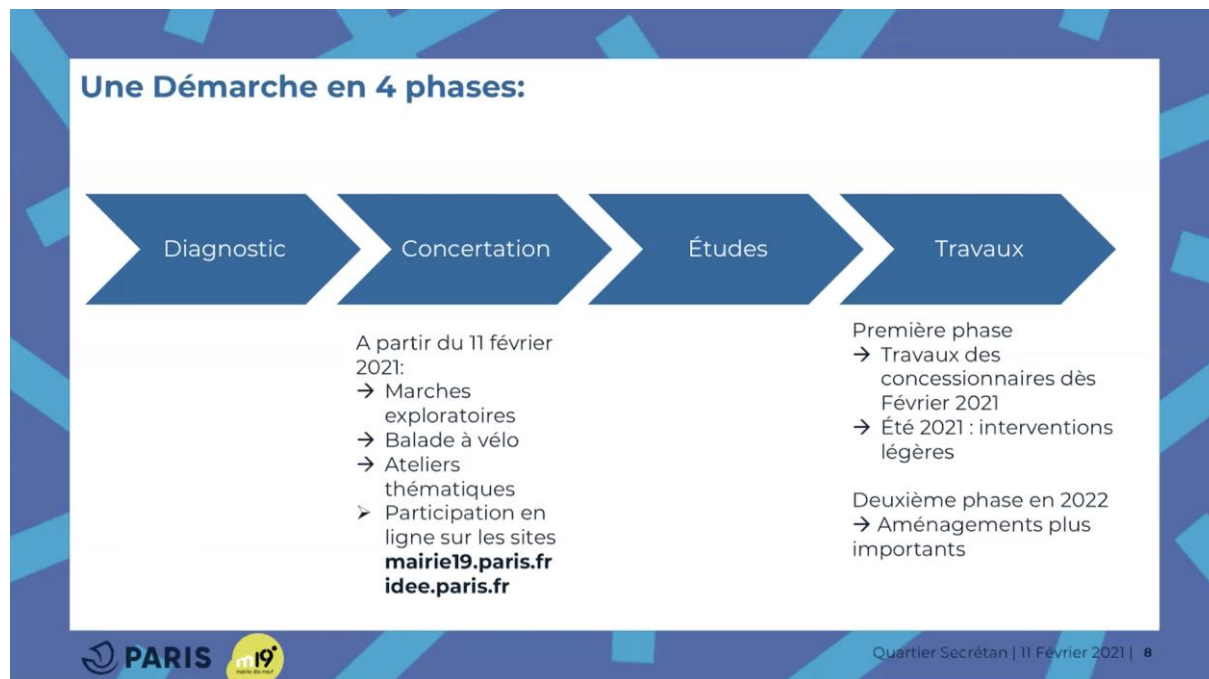 Une Démarche en 4 phases:
Diagnostic
Concertation
Études
Travaux
A partir du 11 février
2021:
→ Marches
exploratoires
→ Balade à vélo
→ Ateliers
thématiques
➢ Participation en
ligne sur les sites
mairie19.paris.fr
idee.paris.fr
Première phase
→ Travaux des
concessionnaires dès
Février 2021
→ Été 2021 : interventions
légères
Deuxième phase en 2022
→ Aménagements plus
importants
PARIS
m19
mairie dix-neuf
Quartier Secrétan | 11 Février 2021 | 8